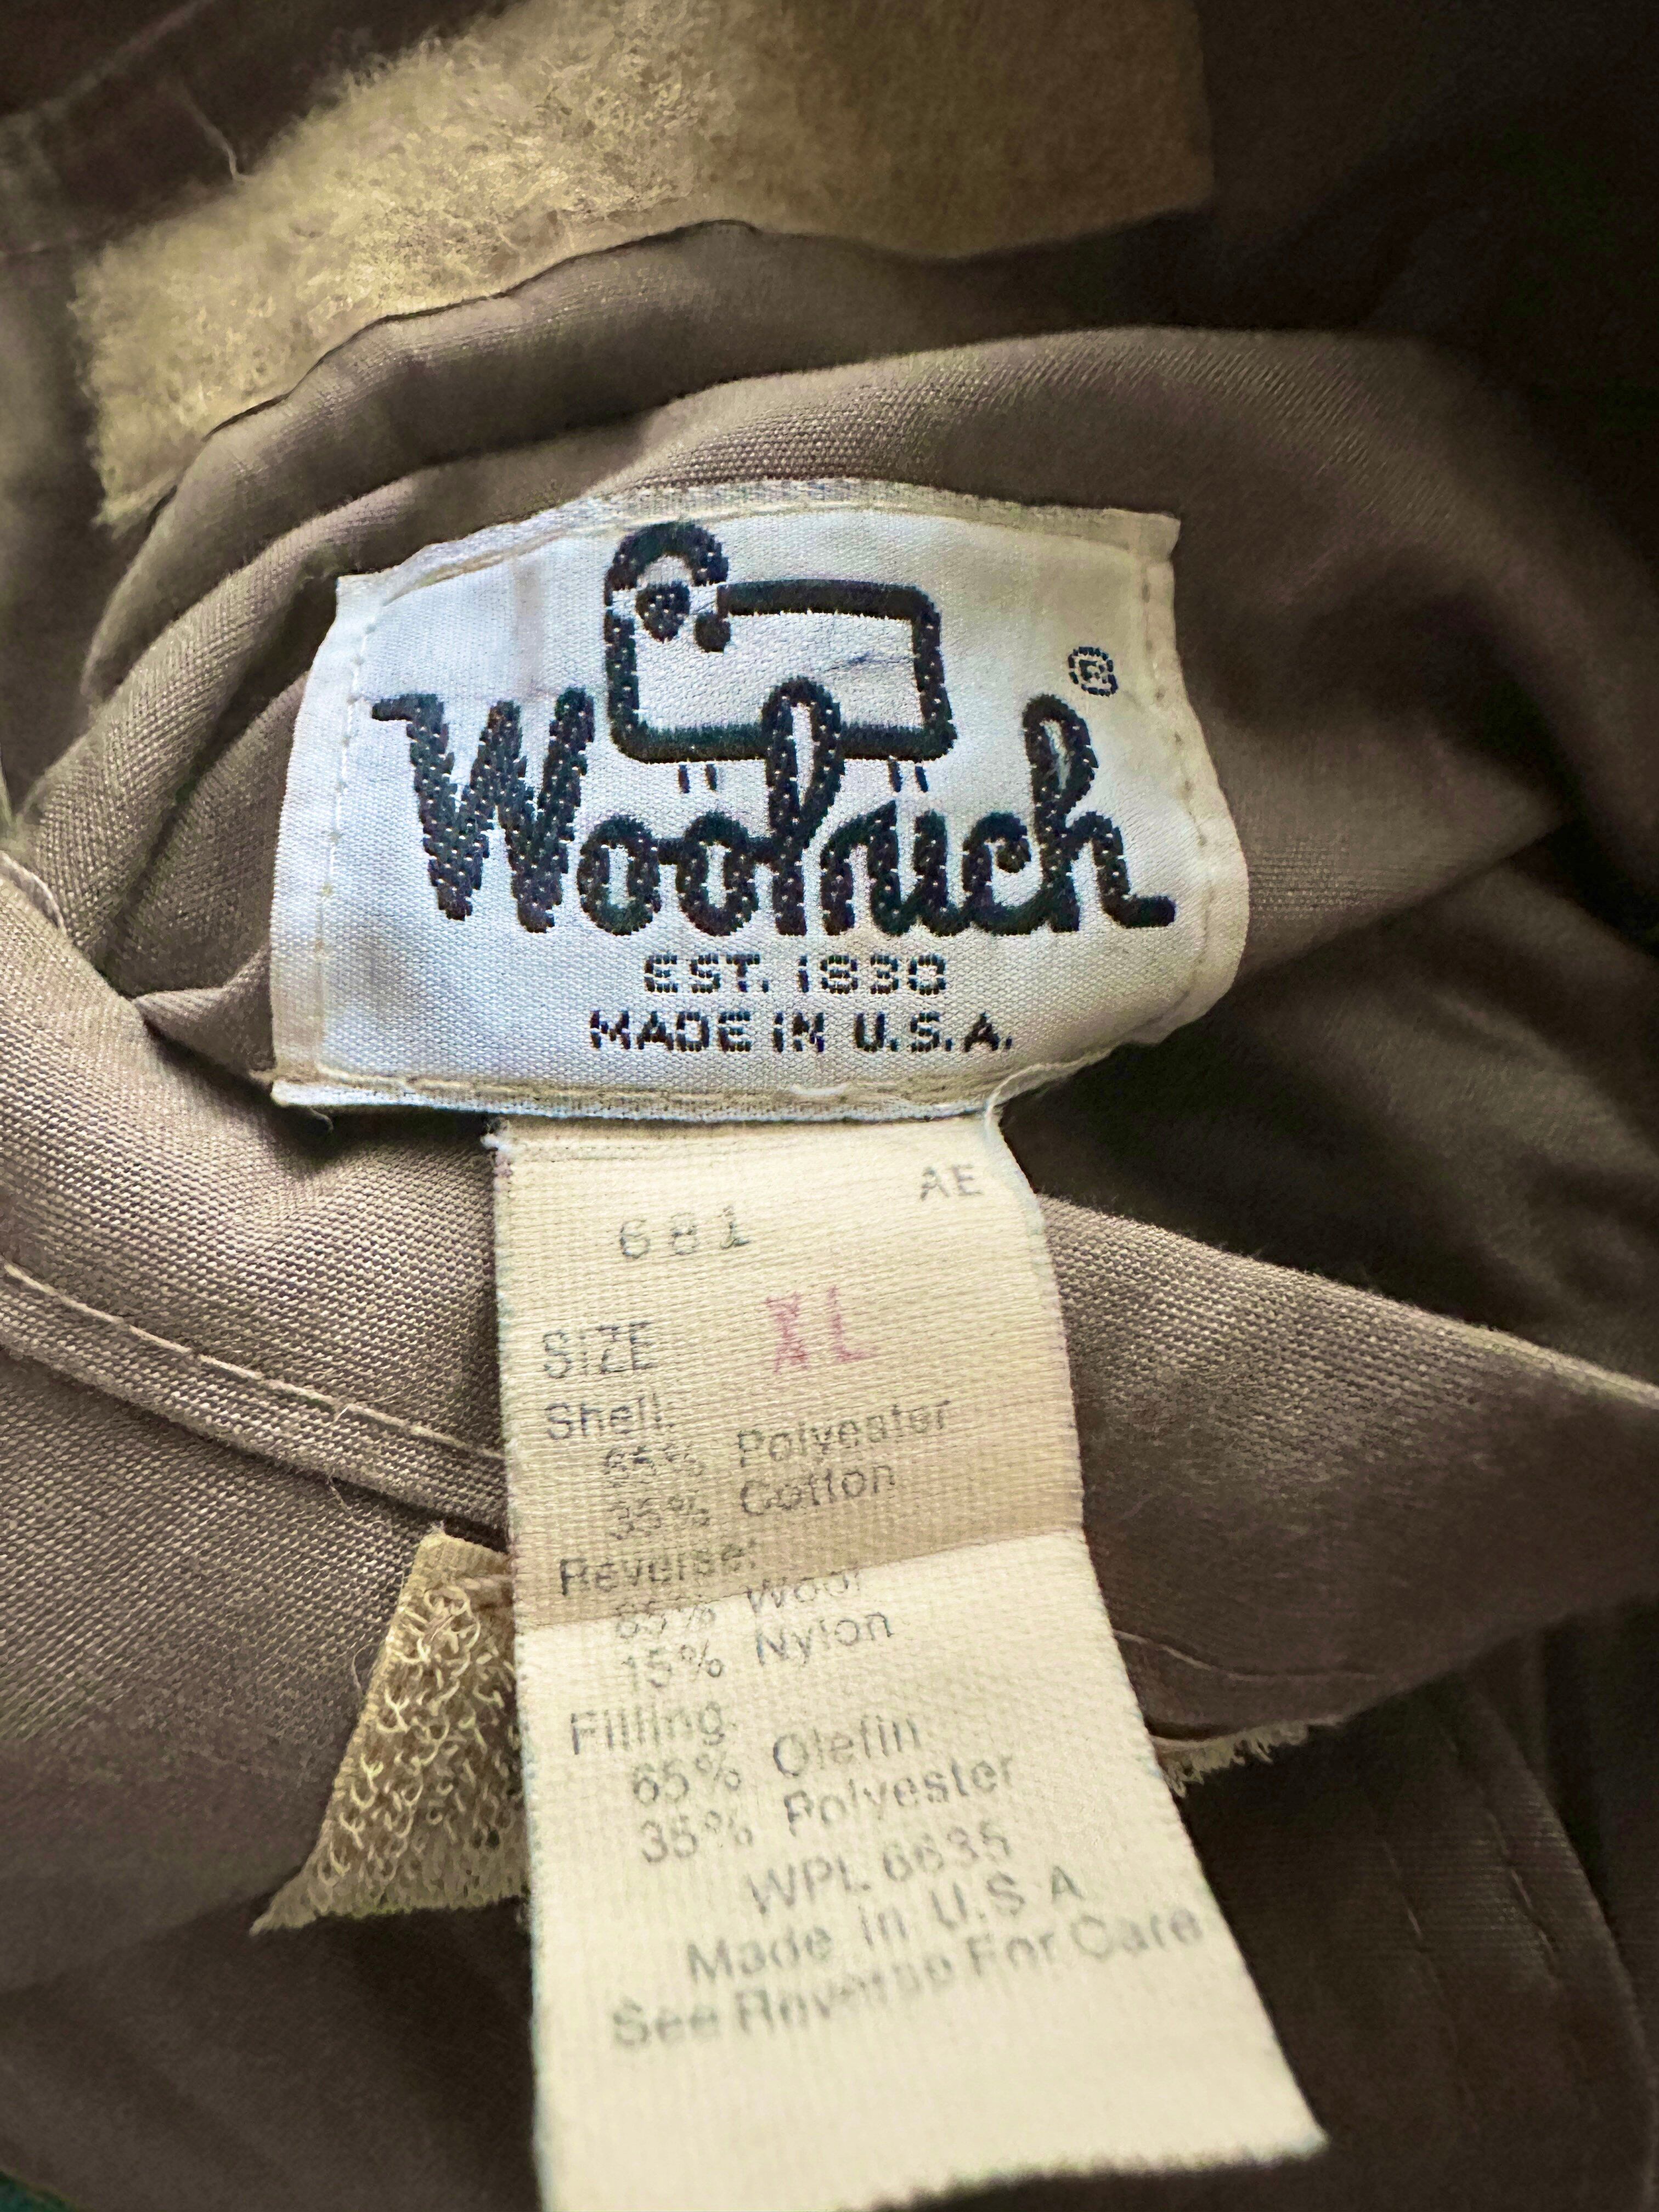 Woolrich ®
EST. 1830
MADE IN U.S.A.
AE
681
SIZE XL
Shell:
65% Polyester
35% Cotton
Reverse:
85% Wool
15% Nylon
Filling:
65% Olefin
35% Polyester
WPL 6635
Made In U.S A
See Reverse For Care